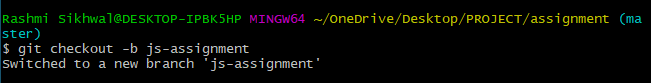 Rashmi Sikhwal@DESKTOP-IPBK5HP MINGW64 ~/OneDrive/Desktop/PROJECT/assignment (ma
ster)
$ git checkout -b js-assignment
Switched to a new branch 'js-assignment'